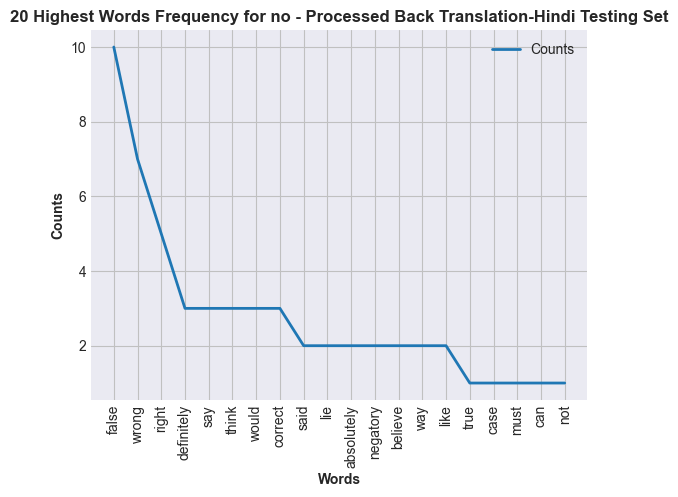 20 Highest Words Frequency for no - Processed Back Translation-Hindi Testing Set
Counts
Counts
10
8
6
4
2
false
wrong
right
definitely
say
think
would
correct
said
lie
absolutely
negatory
believe
way
like
true
case
must
can
not
Words